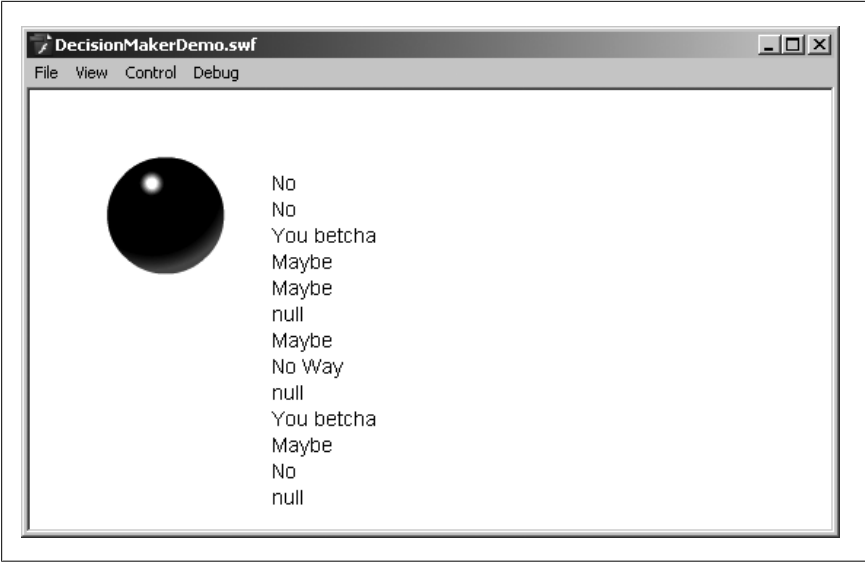 DecisionMakerDemo.swf
File View Control Debug
No
No
You betcha
Maybe
Maybe
null
Maybe
No Way
null
You betcha
Maybe
No
null